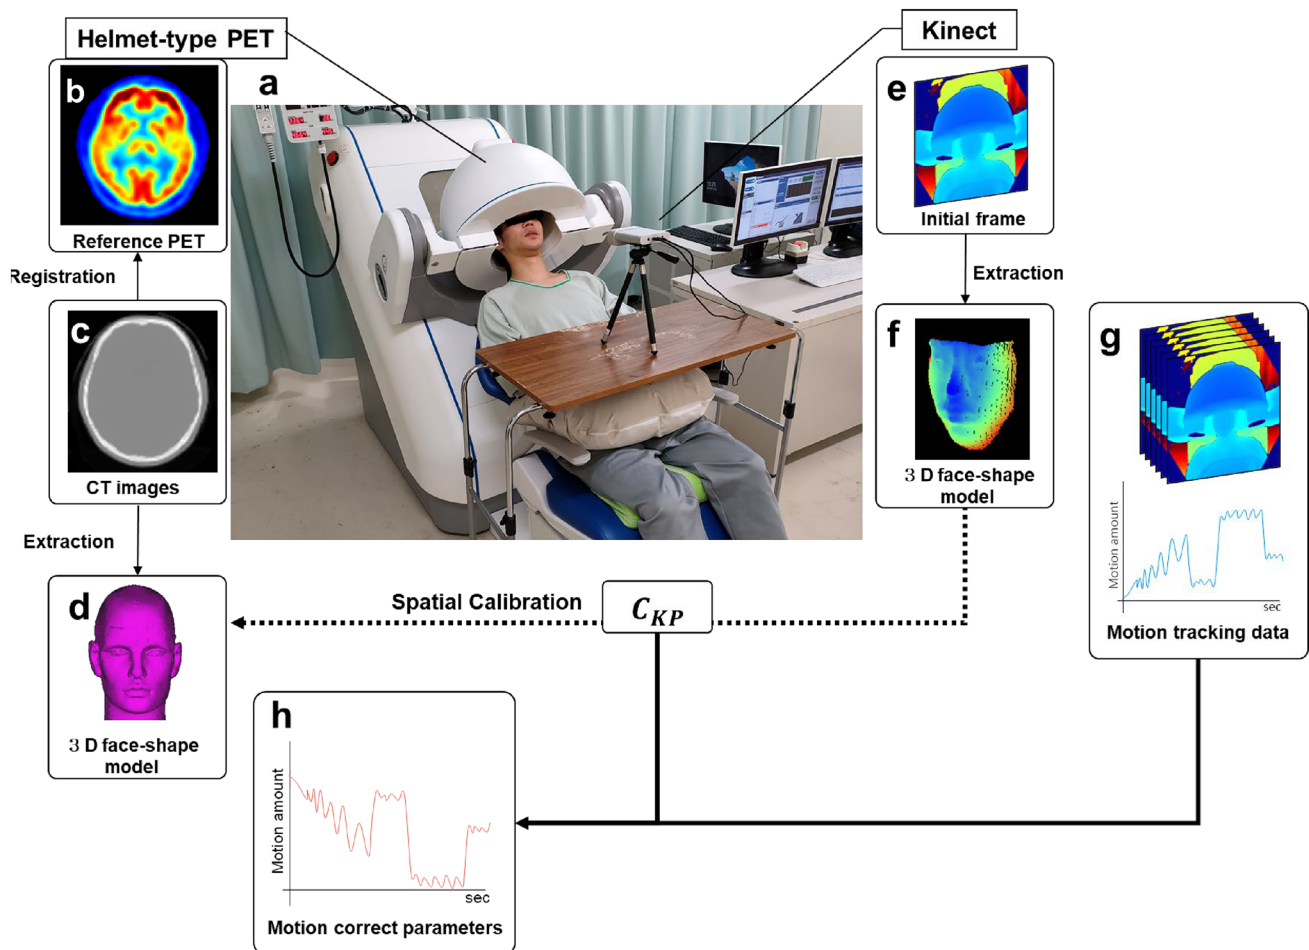 Helmet-type PET
Kinect
a
b
Reference PET
Registration
c
CT images
Extraction
d
3 D face-shape
model
e
Initial frame
Extraction
f
3 D face-shape
model
g
Motion amount
sec
Motion tracking data
Spatial Calibration
C_KP
h
Motion amount
sec
Motion correct parameters